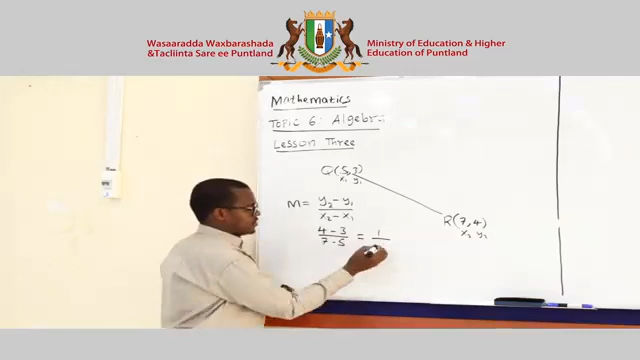 Wasaaradda Waxbarashada
&Tacliinta Sare ee Puntland
Ministry of Education & Higher
Education of Puntland
Mathematics
Topic 6: Algebra
Lesson Three
Q(5,3)
x₁ y₁
M = y₂ - y₁
x₂ - x₁
R(7,4)
x₂ y₂
4 - 3 = 1
7 - 5